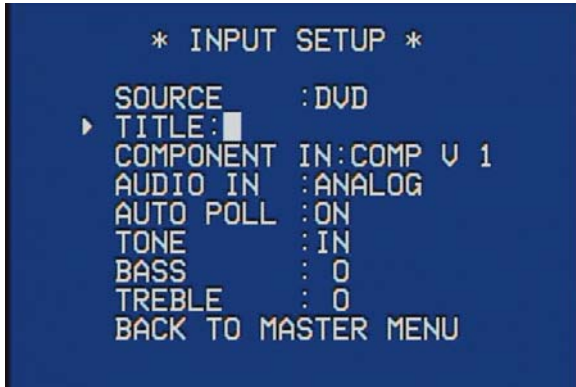 * INPUT SETUP *
SOURCE :DVD
TITLE:
COMPONENT IN:COMP V 1
AUDIO IN :ANALOG
AUTO POLL :ON
TONE :IN
BASS : 0
TREBLE : 0
BACK TO MASTER MENU